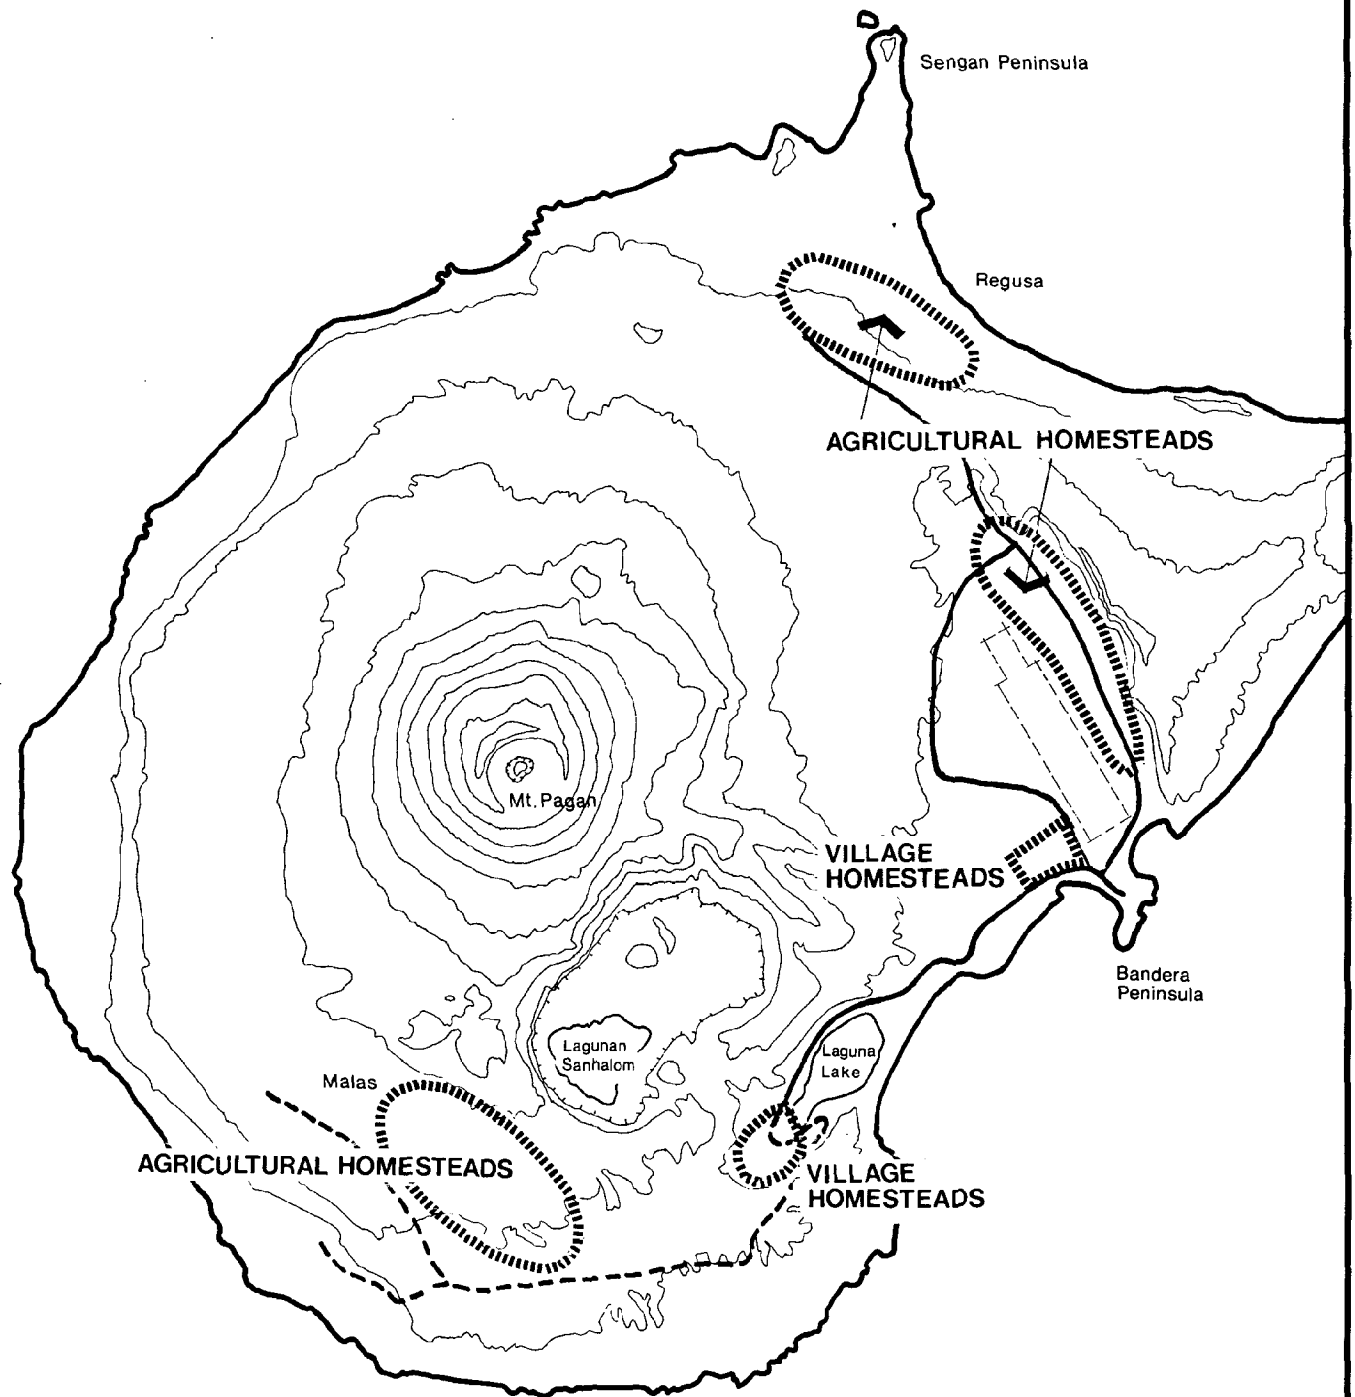 D
Sengan Peninsula
Regusa
AGRICULTURAL HOMESTEADS
Mt. Pagan
VILLAGE
HOMESTEADS
Bandera
Peninsula
Lagunan
Sanhalom
Laguna
Lake
Malas
AGRICULTURAL HOMESTEADS
VILLAGE
HOMESTEADS